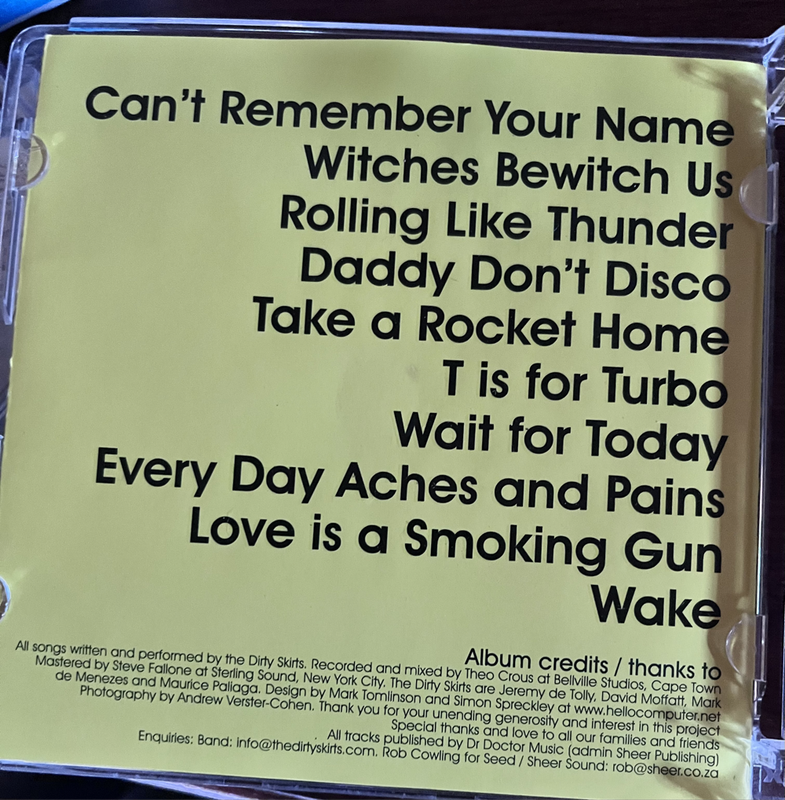 Can't Remember Your Name
Witches Bewitch Us
Rolling Like Thunder
Daddy Don't Disco
Take a Rocket Home
T is for Turbo
Wait for Today
Every Day Aches and Pains
Love is a Smoking Gun
Wake
Album credits / thanks to
All songs written and performed by the Dirty Skirts. Recorded and mixed by Theo Crous at Bellville Studios, Cape Town
Mastered by Steve Fallone at Sterling Sound, New York City. The Dirty Skirts are Jeremy de Tolly, David Moffatt, Mark
de Menezes and Maurice Paliaga. Design by Mark Tomlinson and Simon Spreckley at www.hellocomputer.net
Photography by Andrew Verster-Cohen. Thank you for your unending generosity and interest in this project
Special thanks and love to all our families and friends
All tracks published by Dr Doctor Music (admin Sheer Publishing)
Enquiries: Band: info@thedirtyskirts.com. Rob Cowling for Seed / Sheer Sound: rob@sheer.co.za